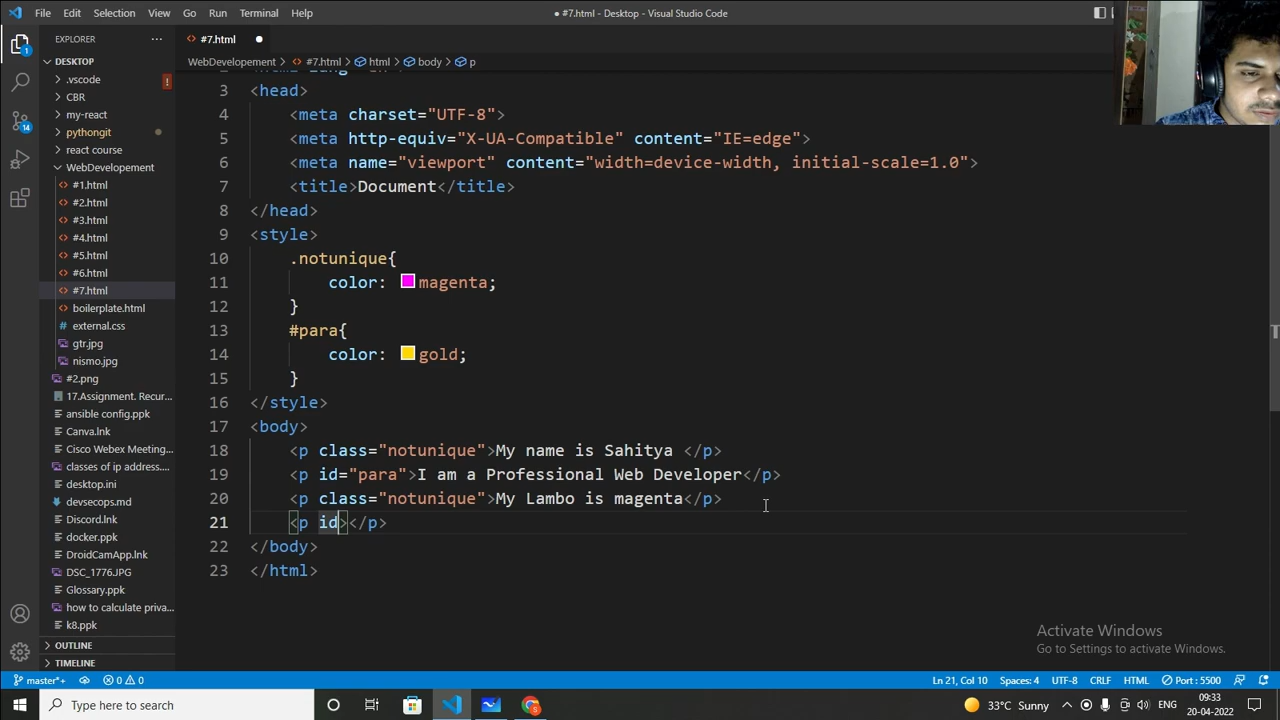 File Edit Selection View Go Run Terminal Help
● #7.html - Desktop - Visual Studio Code
EXPLORER ...
DESKTOP
.vscode
CBR
my-react
pythongit
react course
WebDevelopement
#1.html
#2.html
#3.html
#4.html
#5.html
#6.html
#7.html
boilerplate.html
external.css
gtr.jpg
nismo.jpg
#2.png
17.Assignment. Recur...
ansible config.ppk
Canva.lnk
Cisco Webex Meeting...
classes of ip address....
desktop.ini
devsecops.md
Discord.lnk
docker.ppk
DroidCamApp.lnk
DSC_1776.JPG
Glossary.ppk
how to calculate priva...
k8.ppk
OUTLINE
TIMELINE
1
14
#7.html ●
WebDevelopement > #7.html > html > body > p
3 <head>
4 <meta charset="UTF-8">
5 <meta http-equiv="X-UA-Compatible" content="IE=edge">
6 <meta name="viewport" content="width=device-width, initial-scale=1.0">
7 <title>Document</title>
8 </head>
9 <style>
10 .notunique{
11 color: magenta;
12 }
13 #para{
14 color: gold;
15 }
16 </style>
17 <body>
18 <p class="notunique">My name is Sahitya </p>
19 <p id="para">I am a Professional Web Developer</p>
20 <p class="notunique">My Lambo is magenta</p>
21 <p id></p>
22 </body>
23 </html>
Activate Windows
Go to Settings to activate Windows.
master*+ 0 0 Ln 21, Col 10 Spaces: 4 UTF-8 CRLF HTML Port: 5500
Type here to search
33°C Sunny ENG 09:33
20-04-2022